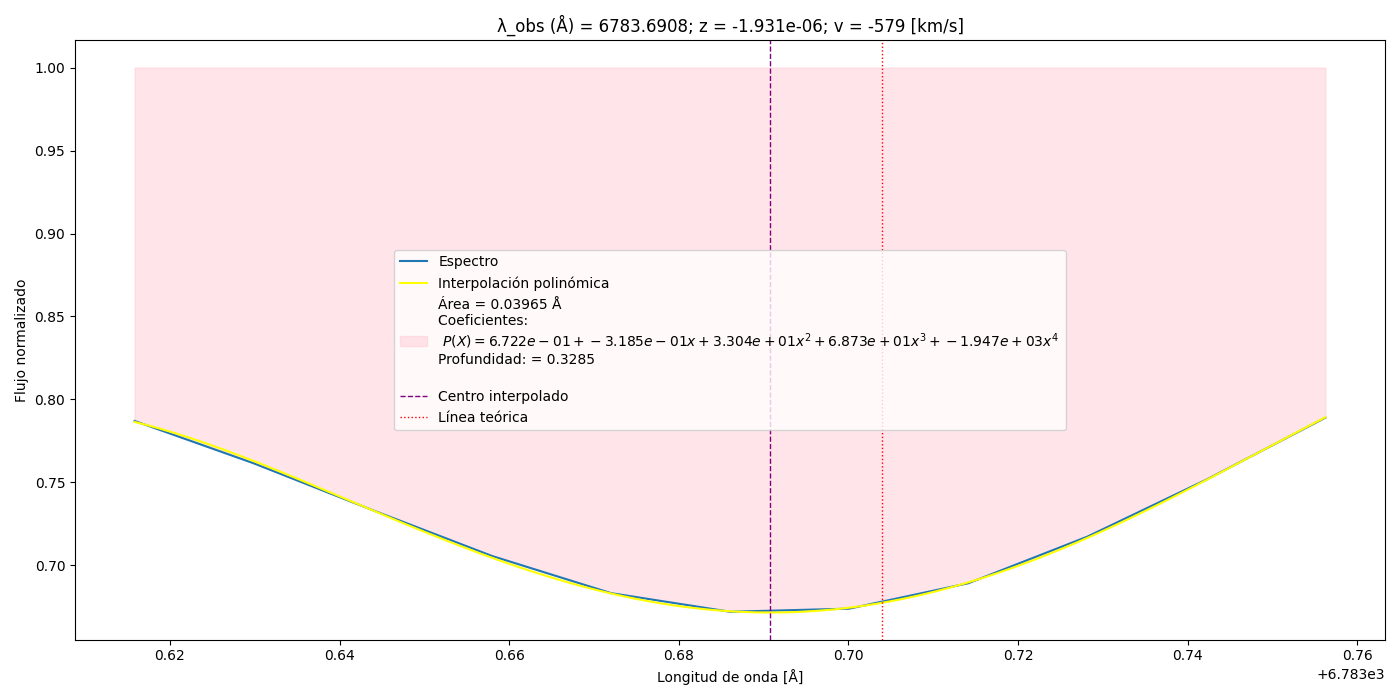 λ_obs (Å) = 6783.6908; z = -1.931e-06; v = -579 [km/s]
Flujo normalizado
1.00
0.95
0.90
0.85
0.80
0.75
0.70
Espectro
Interpolación polinómica
Área = 0.03965 Å
Coeficientes:
P(X) = 6.722e − 01 + − 3.185e − 01x + 3.304e + 01x² + 6.873e + 01x³ + − 1.947e + 03x⁴
Profundidad: = 0.3285
Centro interpolado
Línea teórica
0.62 0.64 0.66 0.68 0.70 0.72 0.74 0.76
+6.783e3
Longitud de onda [Å]